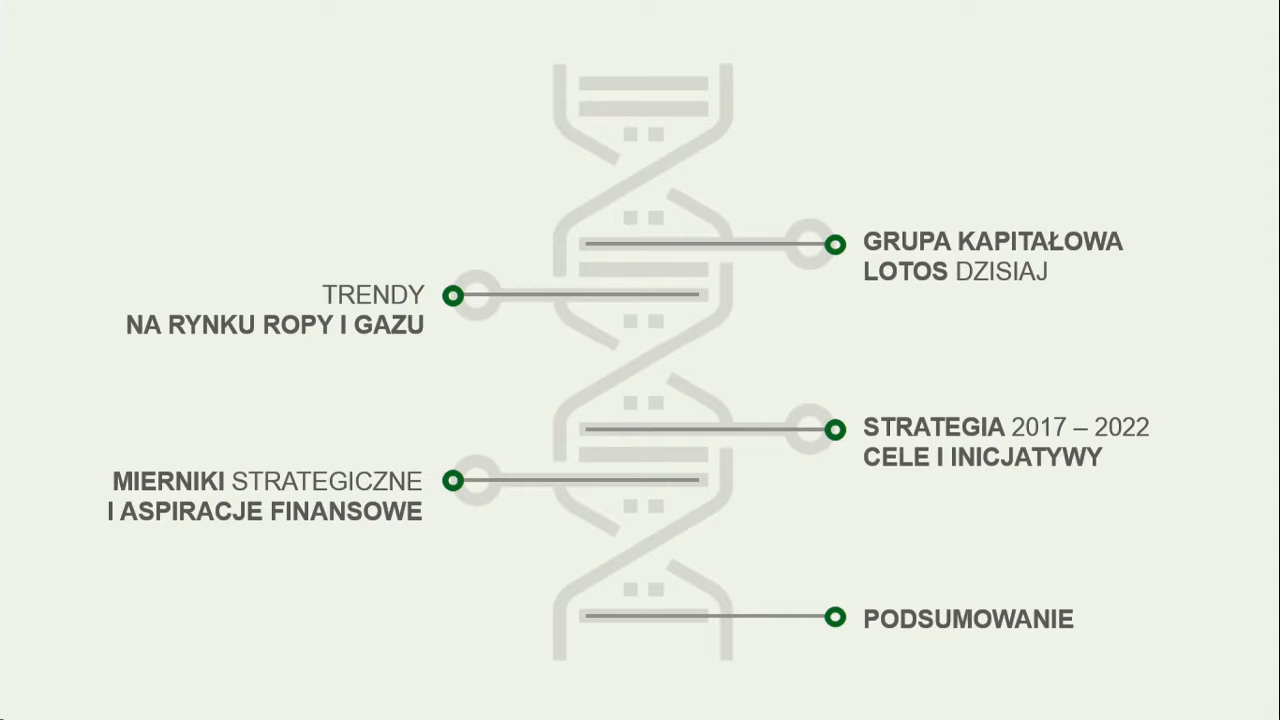 GRUPA KAPITAŁOWA
LOTOS DZISIAJ
TRENDY
NA RYNKU ROPY I GAZU
STRATEGIA 2017 – 2022
CELE I INICJATYWY
MIERNIKI STRATEGICZNE
I ASPIRACJE FINANSOWE
PODSUMOWANIE